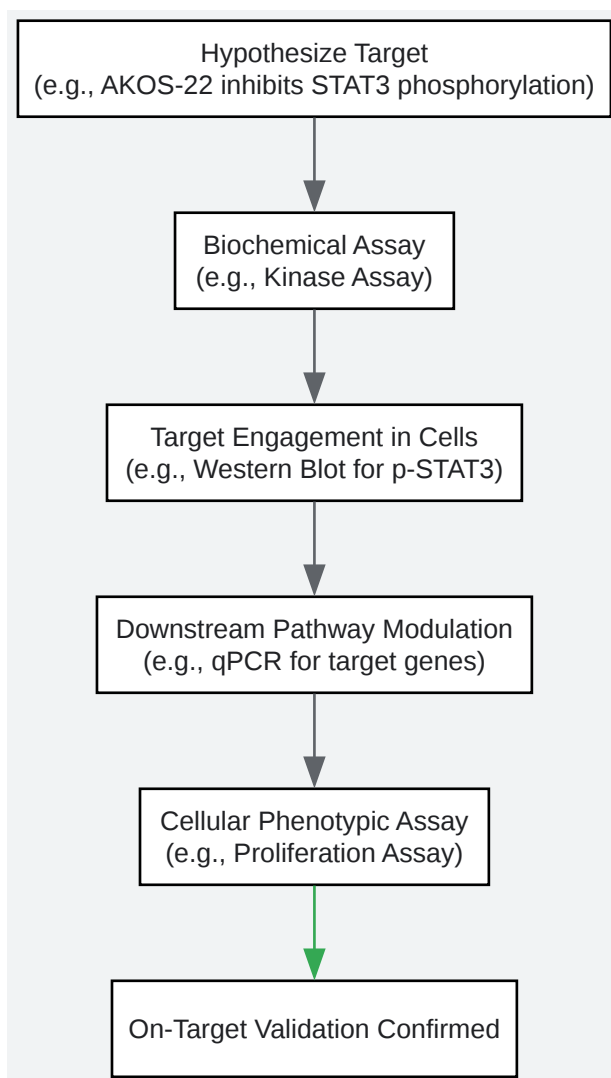 Hypothesize Target
(e.g., AKOS-22 inhibits STAT3 phosphorylation)
Biochemical Assay
(e.g., Kinase Assay)
Target Engagement in Cells
(e.g., Western Blot for p-STAT3)
Downstream Pathway Modulation
(e.g., qPCR for target genes)
Cellular Phenotypic Assay
(e.g., Proliferation Assay)
On-Target Validation Confirmed